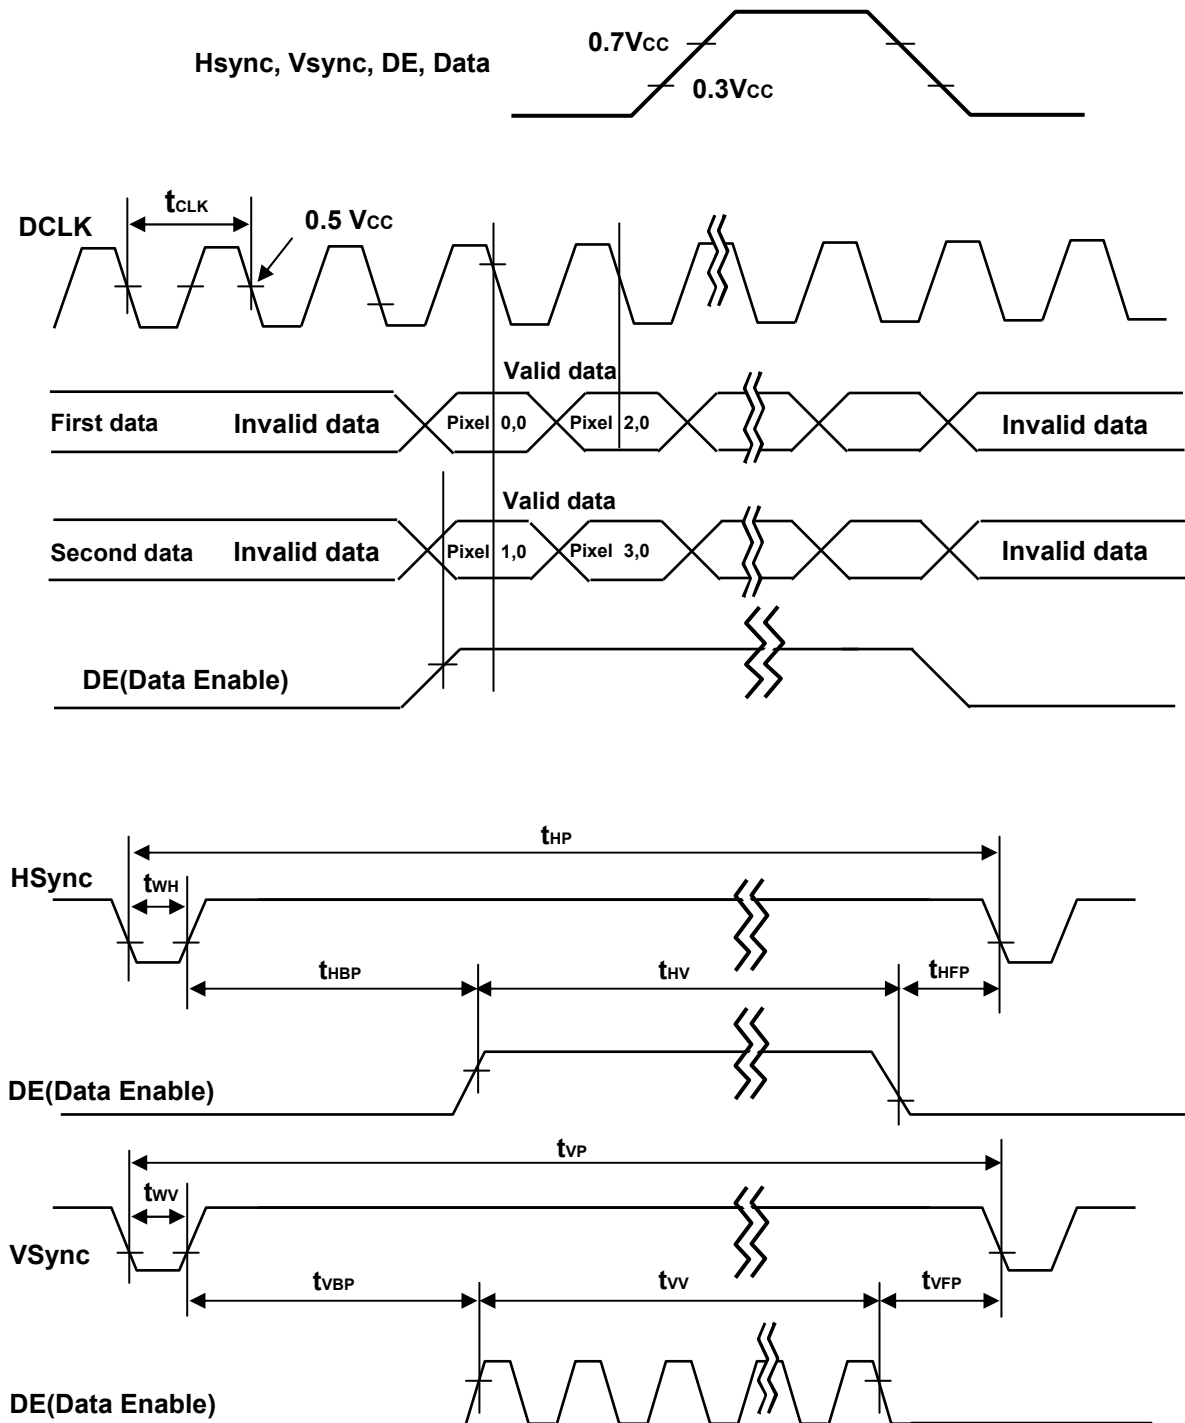 0.7VCC
Hsync, Vsync, DE, Data
0.3VCC
tCLK
DCLK
0.5 VCC
Valid data
First data Invalid data Pixel 0,0 Pixel 2,0 Invalid data
Valid data
Second data Invalid data Pixel 1,0 Pixel 3,0 Invalid data
DE(Data Enable)
tHP
HSync
tWH
tHBP tHV tHFP
DE(Data Enable)
tVP
tWV
VSync
tVBP tVV tVFP
DE(Data Enable)